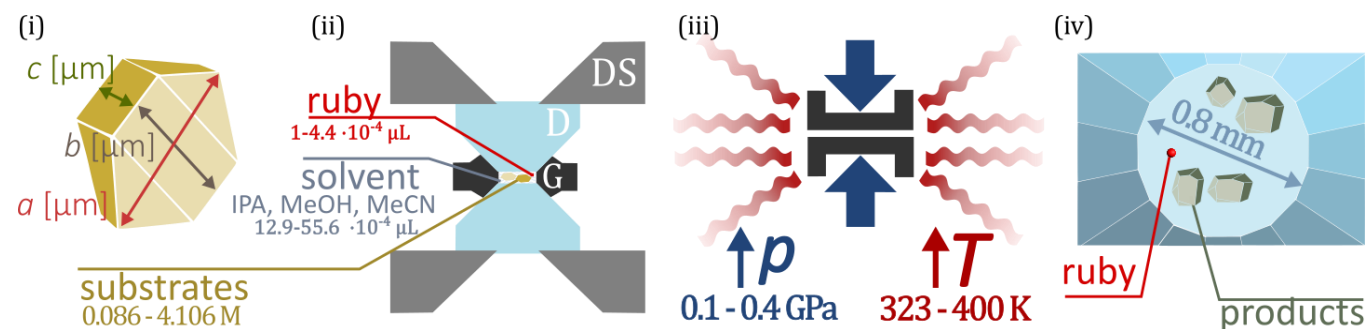 (i)
c [µm]
b [µm]
a [µm]
(ii)
DS
ruby
1-4.4 ·10⁻⁴ µL
D
solvent
G
IPA, MeOH, MeCN
12.9-55.6 ·10⁻⁴ µL
substrates
0.086 - 4.106 M
(iii)
p
0.1 - 0.4 GPa
T
323 - 400 K
(iv)
0.8 mm
ruby
products